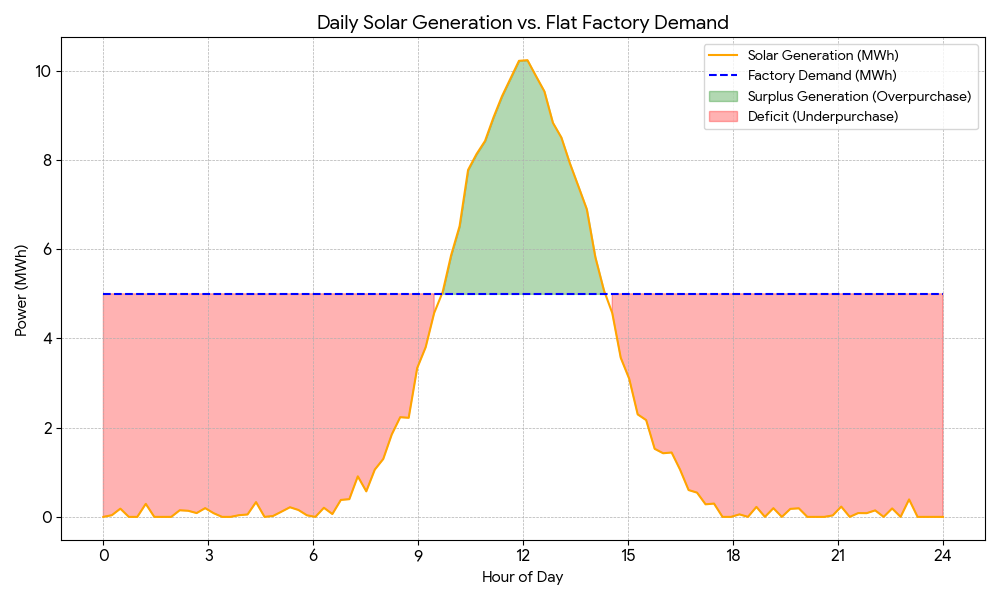 Daily Solar Generation vs. Flat Factory Demand
Solar Generation (MWh)
Factory Demand (MWh)
Surplus Generation (Overpurchase)
Deficit (Underpurchase)
Power (MWh)
10
8
6
4
2
0
0 3 6 9 12 15 18 21 24
Hour of Day